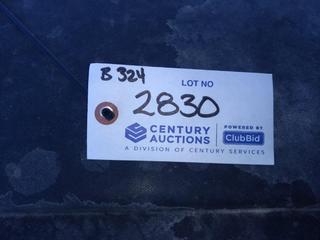 B 324
LOT NO
2830
CENTURY AUCTIONS
POWERED BY
ClubBid
A DIVISION OF CENTURY SERVICES